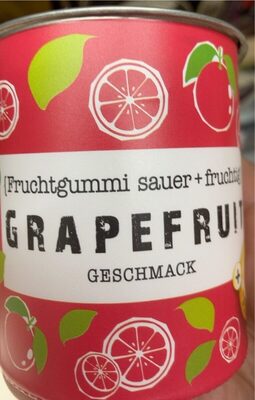 {Fruchtgummi sauer + fruchtig
GRAPEFRUIT
GESCHMACK